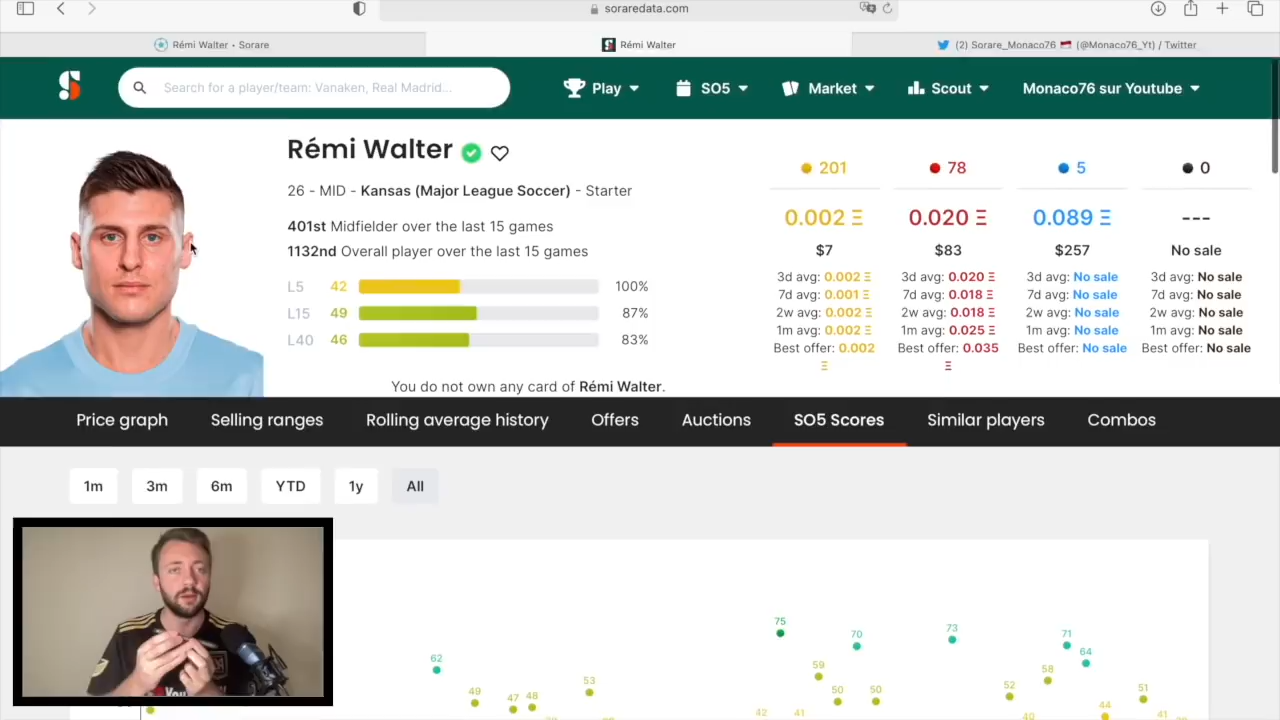 soraredata.com
Rémi Walter • Sorare
Rémi Walter
(2) Sorare_Monaco76 🇲🇨 (@Monaco76_Yt) / Twitter
Search for a player/team: Vanaken, Real Madrid...
Play
SO5
Market
Scout
Monaco76 sur Youtube
Rémi Walter
26 - MID - Kansas (Major League Soccer) - Starter
401st Midfielder over the last 15 games
1132nd Overall player over the last 15 games
L5 42 100%
L15 49 87%
L40 46 83%
You do not own any card of Rémi Walter.
201 78 5 0
0.002 Ξ 0.020 Ξ 0.089 Ξ ---
$7 $83 $257 No sale
3d avg: 0.002 Ξ 3d avg: 0.020 Ξ 3d avg: No sale 3d avg: No sale
7d avg: 0.001 Ξ 7d avg: 0.018 Ξ 7d avg: No sale 7d avg: No sale
2w avg: 0.002 Ξ 2w avg: 0.018 Ξ 2w avg: No sale 2w avg: No sale
1m avg: 0.002 Ξ 1m avg: 0.025 Ξ 1m avg: No sale 1m avg: No sale
Best offer: 0.002 Best offer: 0.035 Best offer: No sale Best offer: No sale
Ξ Ξ
Price graph Selling ranges Rolling average history Offers Auctions SO5 Scores Similar players Combos
1m 3m 6m YTD 1y All
75
70
73
71
62
59
64
53
58
49
47
48
50
50
52
51
42
41
44
41